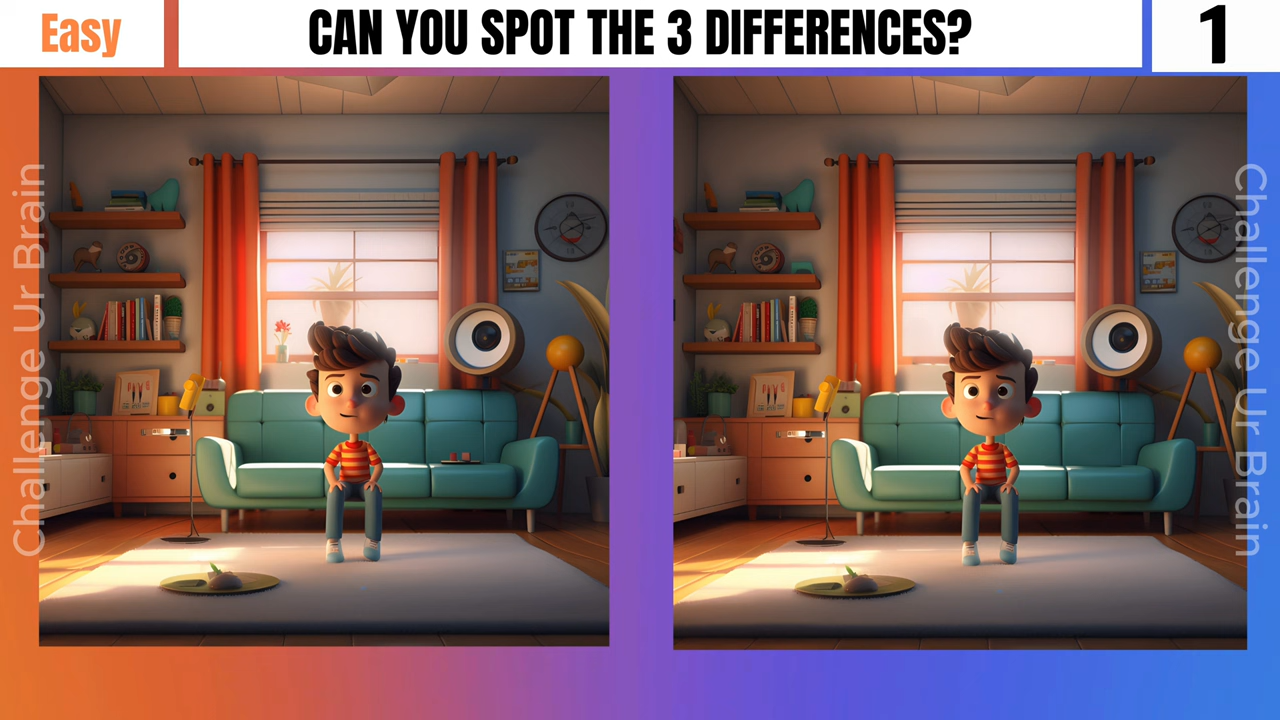 Easy
CAN YOU SPOT THE 3 DIFFERENCES?
1
Challenge Ur Brain
Challenge Ur Brain